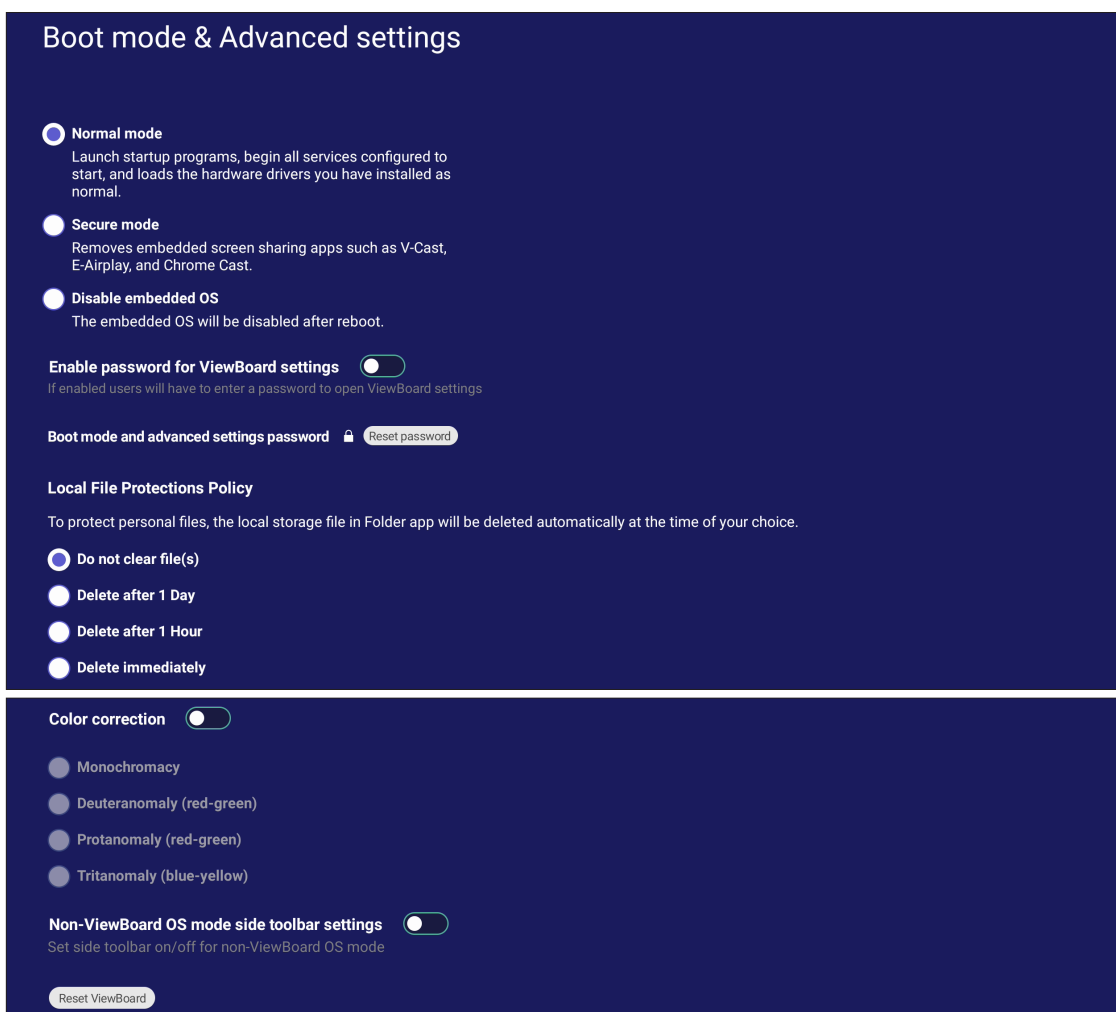 Boot mode & Advanced settings
Normal mode
Launch startup programs, begin all services configured to
start, and loads the hardware drivers you have installed as
normal.
Secure mode
Removes embedded screen sharing apps such as V-Cast,
E-Airplay, and Chrome Cast.
Disable embedded OS
The embedded OS will be disabled after reboot.
Enable password for ViewBoard settings
If enabled users will have to enter a password to open ViewBoard settings
Boot mode and advanced settings password Reset password
Local File Protections Policy
To protect personal files, the local storage file in Folder app will be deleted automatically at the time of your choice.
Do not clear file(s)
Delete after 1 Day
Delete after 1 Hour
Delete immediately
Color correction
Monochromacy
Deuteranomaly (red-green)
Protanomaly (red-green)
Tritanomaly (blue-yellow)
Non-ViewBoard OS mode side toolbar settings
Set side toolbar on/off for non-ViewBoard OS mode
Reset ViewBoard